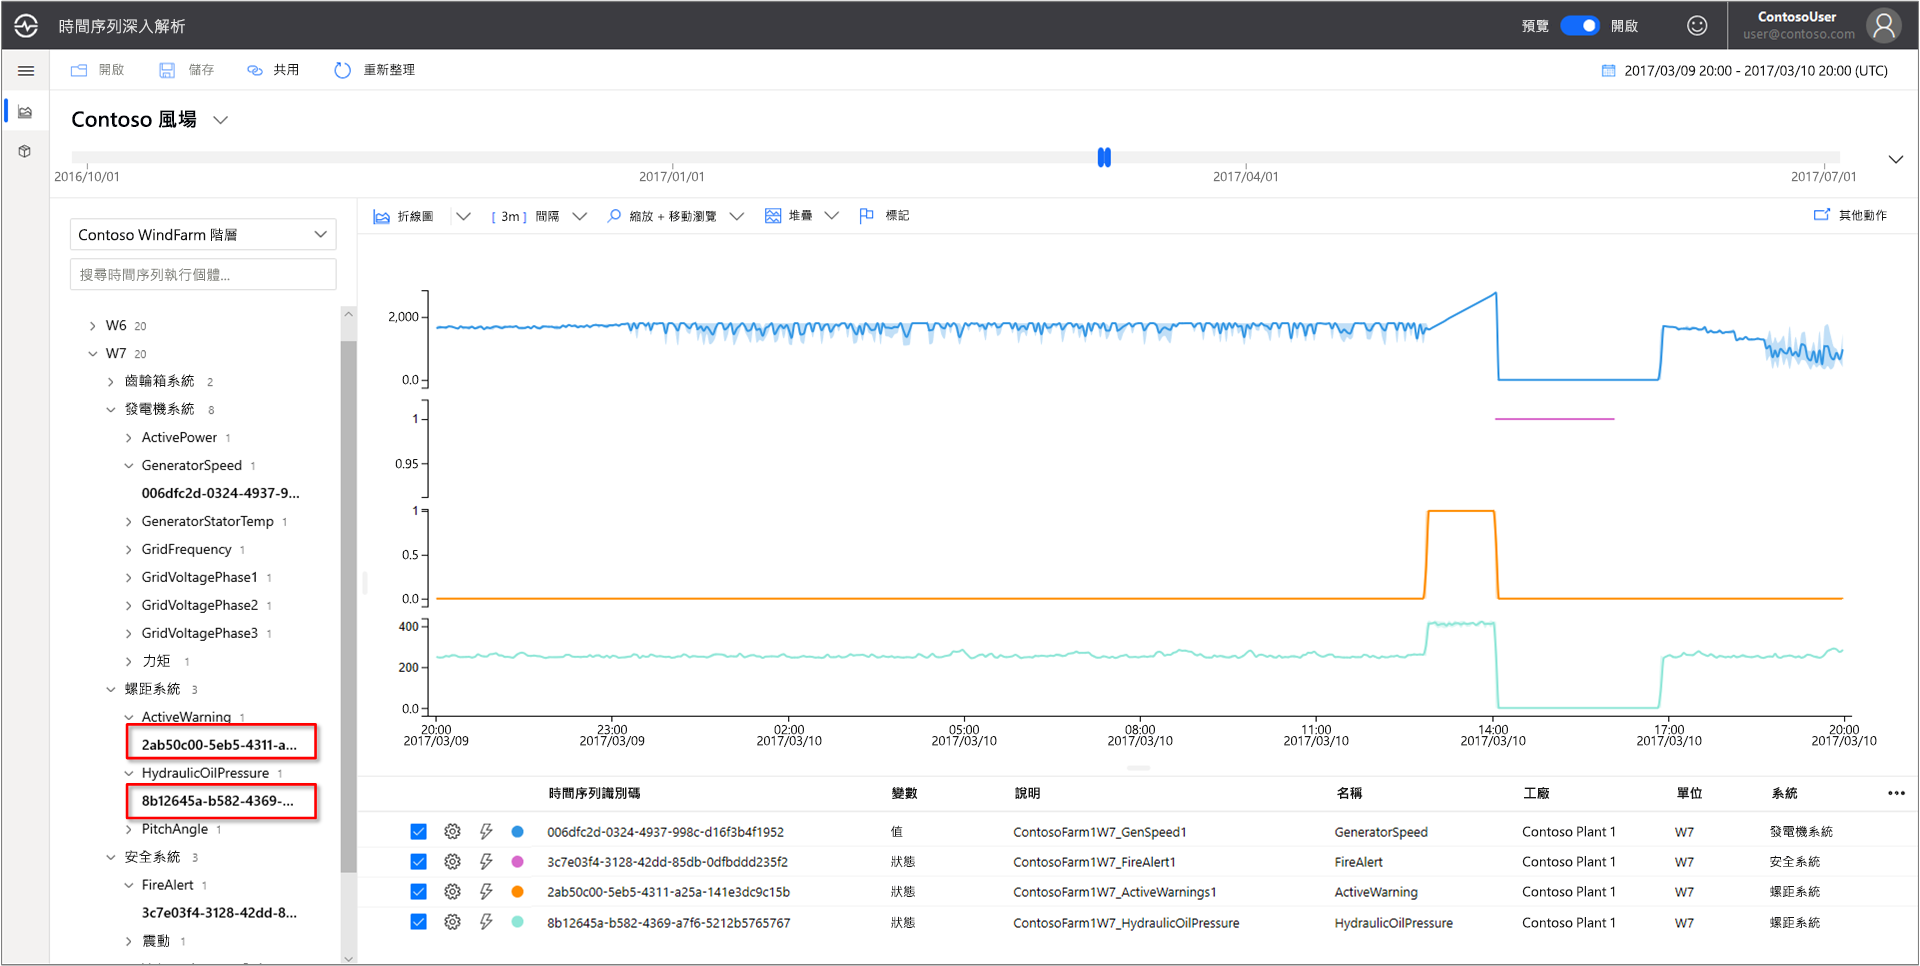 時間序列深入解析
預覽 開啟
ContosoUser
user@contoso.com
開啟 儲存 共用 重新整理
2017/03/09 20:00 - 2017/03/10 20:00 (UTC)
Contoso 風場
2016/10/01 2017/01/01 2017/04/01 2017/07/01
Contoso WindFarm 階層
搜尋時間序列執行個體...
折線圖 [ 3m ] 間隔 縮放 + 移動瀏覽 堆疊 標記 其他動作
W6 20
W7 20
齒輪箱系統 2
發電機系統 8
ActivePower 1
GeneratorSpeed 1
006dfc2d-0324-4937-9...
GeneratorStatorTemp 1
GridFrequency 1
GridVoltagePhase1 1
GridVoltagePhase2 1
GridVoltagePhase3 1
力矩 1
螺距系統 3
ActiveWarning 1
2ab50c00-5eb5-4311-a...
HydraulicOilPressure 1
8b12645a-b582-4369-...
PitchAngle 1
安全系統 3
FireAlert 1
3c7e03f4-3128-42dd-8...
震動 1
2,000
0.0
1
0.95
1
0.5
0.0
400
200
0.0
20:00 23:00 02:00 05:00 08:00 11:00 14:00 17:00 20:00
2017/03/09 2017/03/09 2017/03/10 2017/03/10 2017/03/10 2017/03/10 2017/03/10 2017/03/10 2017/03/10
時間序列識別碼 變數 說明 名稱 工廠 單位 系統
006dfc2d-0324-4937-998c-d16f3b4f1952 值 ContosoFarm1W7_GenSpeed1 GeneratorSpeed Contoso Plant 1 W7 發電機系統
3c7e03f4-3128-42dd-85db-0dfbddd235f2 狀態 ContosoFarm1W7_FireAlert1 FireAlert Contoso Plant 1 W7 安全系統
2ab50c00-5eb5-4311-a25a-141e3dc9c15b 狀態 ContosoFarm1W7_ActiveWarnings1 ActiveWarning Contoso Plant 1 W7 螺距系統
8b12645a-b582-4369-a7f6-5212b5765767 狀態 ContosoFarm1W7_HydraulicOilPressure HydraulicOilPressure Contoso Plant 1 W7 螺距系統